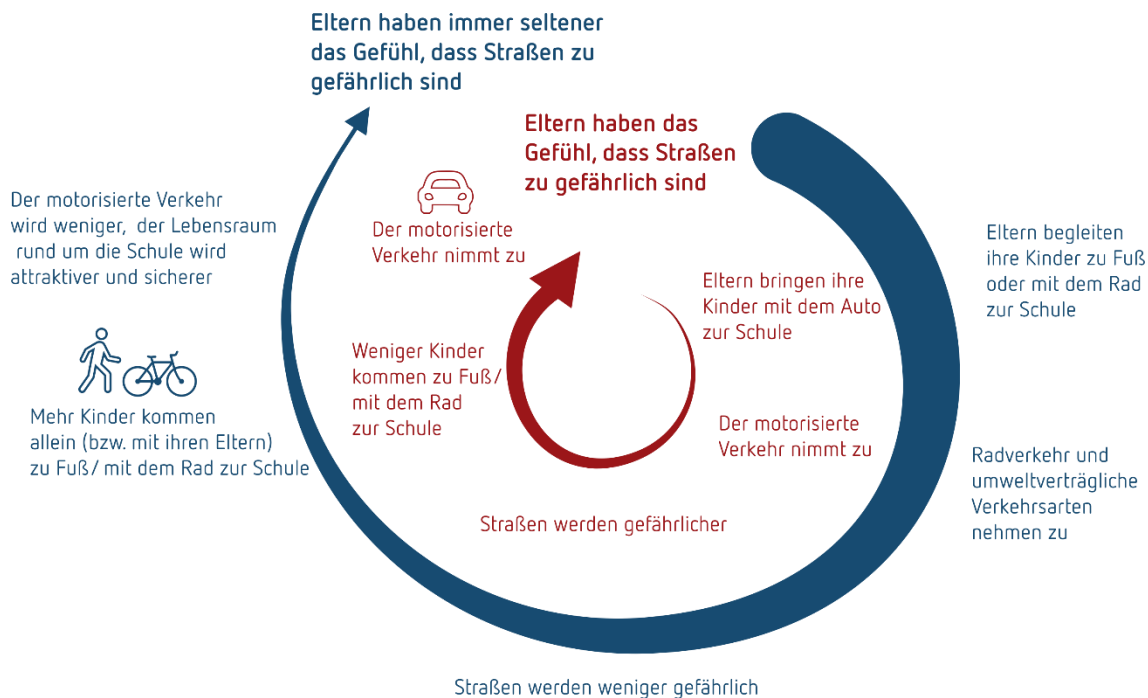 Eltern haben immer seltener
das Gefühl, dass Straßen zu
gefährlich sind
Eltern haben das
Gefühl, dass Straßen
zu gefährlich sind
Der motorisierte
Verkehr nimmt zu
Eltern bringen ihre
Kinder mit dem Auto
zur Schule
Weniger Kinder
kommen zu Fuß/
mit dem Rad
zur Schule
Der motorisierte
Verkehr nimmt zu
Straßen werden gefährlicher
Der motorisierte Verkehr
wird weniger, der Lebensraum
rund um die Schule wird
attraktiver und sicherer
Mehr Kinder kommen
allein (bzw. mit ihren Eltern)
zu Fuß/ mit dem Rad zur Schule
Eltern begleiten
ihre Kinder zu Fuß
oder mit dem Rad
zur Schule
Radverkehr und
umweltverträgliche
Verkehrsarten
nehmen zu
Straßen werden weniger gefährlich